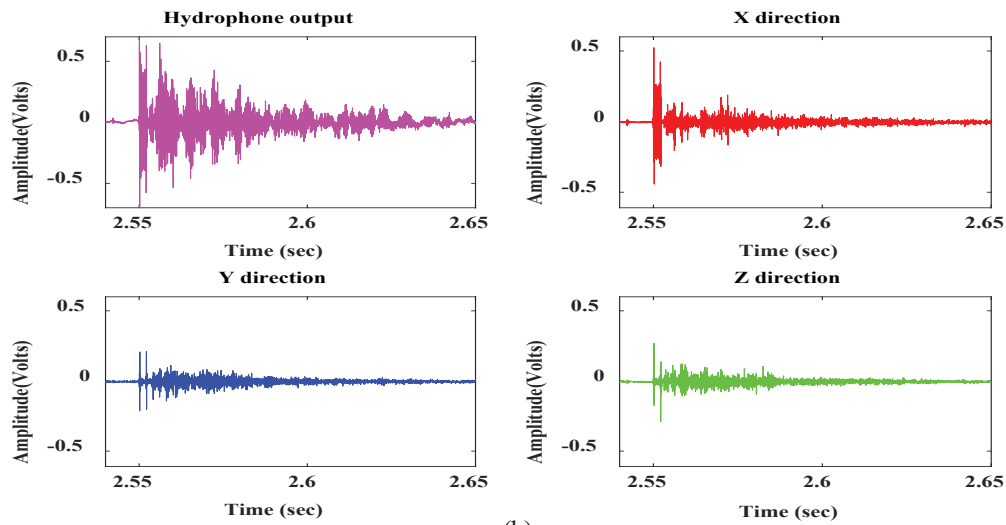 Hydrophone output
Amplitude(Volts)
0.5
0
-0.5
2.55 2.6 2.65
Time (sec)
X direction
Amplitude(Volts)
0.5
0
-0.5
2.55 2.6 2.65
Time (sec)
Y direction
Amplitude(Volts)
0.5
0
-0.5
2.55 2.6 2.65
Time (sec)
Z direction
Amplitude(Volts)
0.5
0
-0.5
2.55 2.6 2.65
Time (sec)